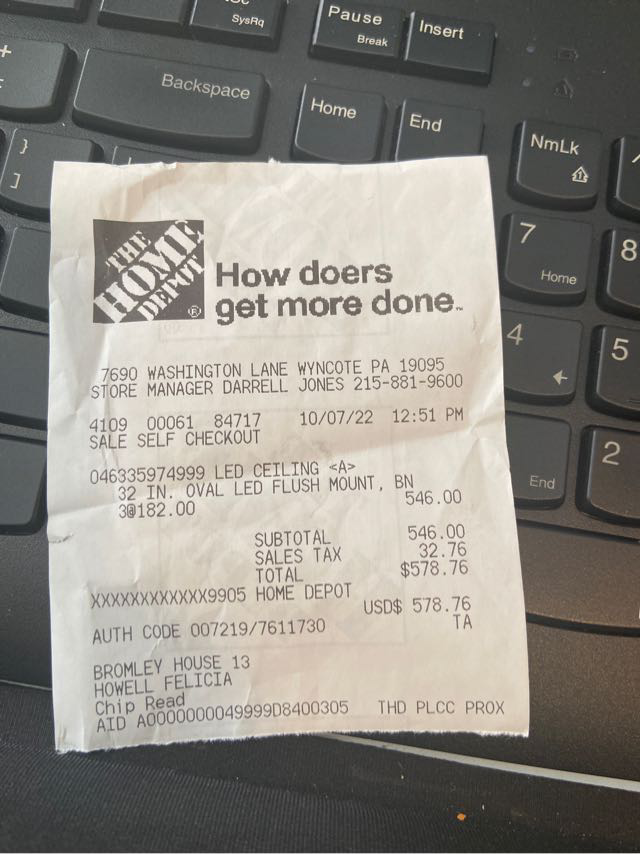 SysRq
Pause
Break
Insert
Backspace
Home
End
NmLk
}
]
7
Home
8
4
5
End
2
THE
HOME
DEPOT
®
How doers
get more done™
7690 WASHINGTON LANE WYNCOTE PA 19095
STORE MANAGER DARRELL JONES 215-881-9600
4109 00061 84717 10/07/22 12:51 PM
SALE SELF CHECKOUT
046335974999 LED CEILING <A>
32 IN. OVAL LED FLUSH MOUNT, BN
3@182.00 546.00
SUBTOTAL 546.00
SALES TAX 32.76
TOTAL $578.76
XXXXXXXXXXXX9905 HOME DEPOT
USD$ 578.76
AUTH CODE 007219/7611730 TA
BROMLEY HOUSE 13
HOWELL FELICIA
Chip Read
AID A0000000049999D8400305 THD PLCC PROX